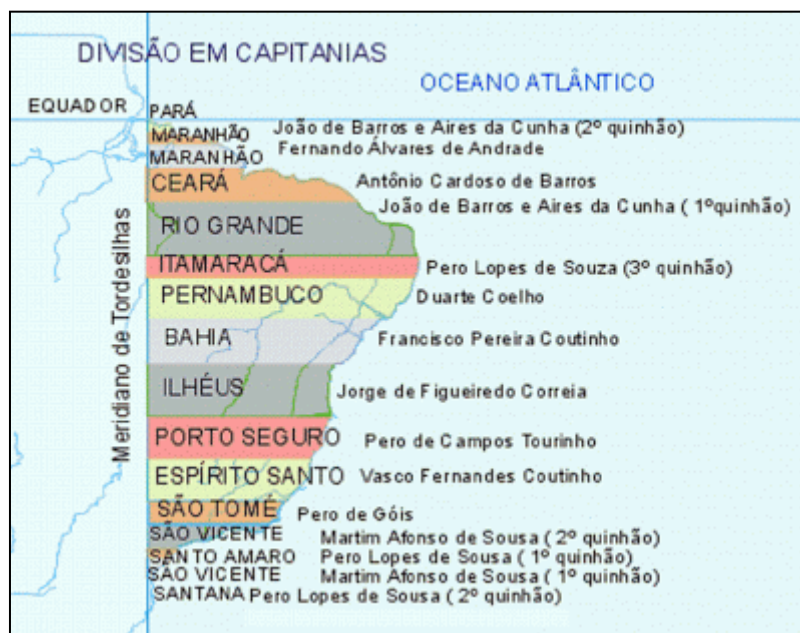 DIVISÃO EM CAPITANIAS
OCEANO ATLÂNTICO
EQUADOR
PARÁ
MARANHÃO João de Barros e Aires da Cunha (2º quinhão)
MARANHÃO Fernando Álvares de Andrade
CEARÁ Antônio Cardoso de Barros
João de Barros e Aires da Cunha ( 1ºquinhão)
RIO GRANDE
ITAMARACÁ Pero Lopes de Souza (3º quinhão)
PERNAMBUCO Duarte Coelho
BAHIA Francisco Pereira Coutinho
ILHÉUS Jorge de Figueiredo Correia
PORTO SEGURO Pero de Campos Tourinho
ESPÍRITO SANTO Vasco Fernandes Coutinho
SÃO TOMÉ Pero de Góis
SÃO VICENTE Martim Afonso de Sousa ( 2º quinhão)
SANTO AMARO Pero Lopes de Sousa ( 1º quinhão)
SÃO VICENTE Martim Afonso de Sousa ( 1º quinhão)
SANTANA Pero Lopes de Sousa ( 2º quinhão)
Meridiano de Tordesilhas